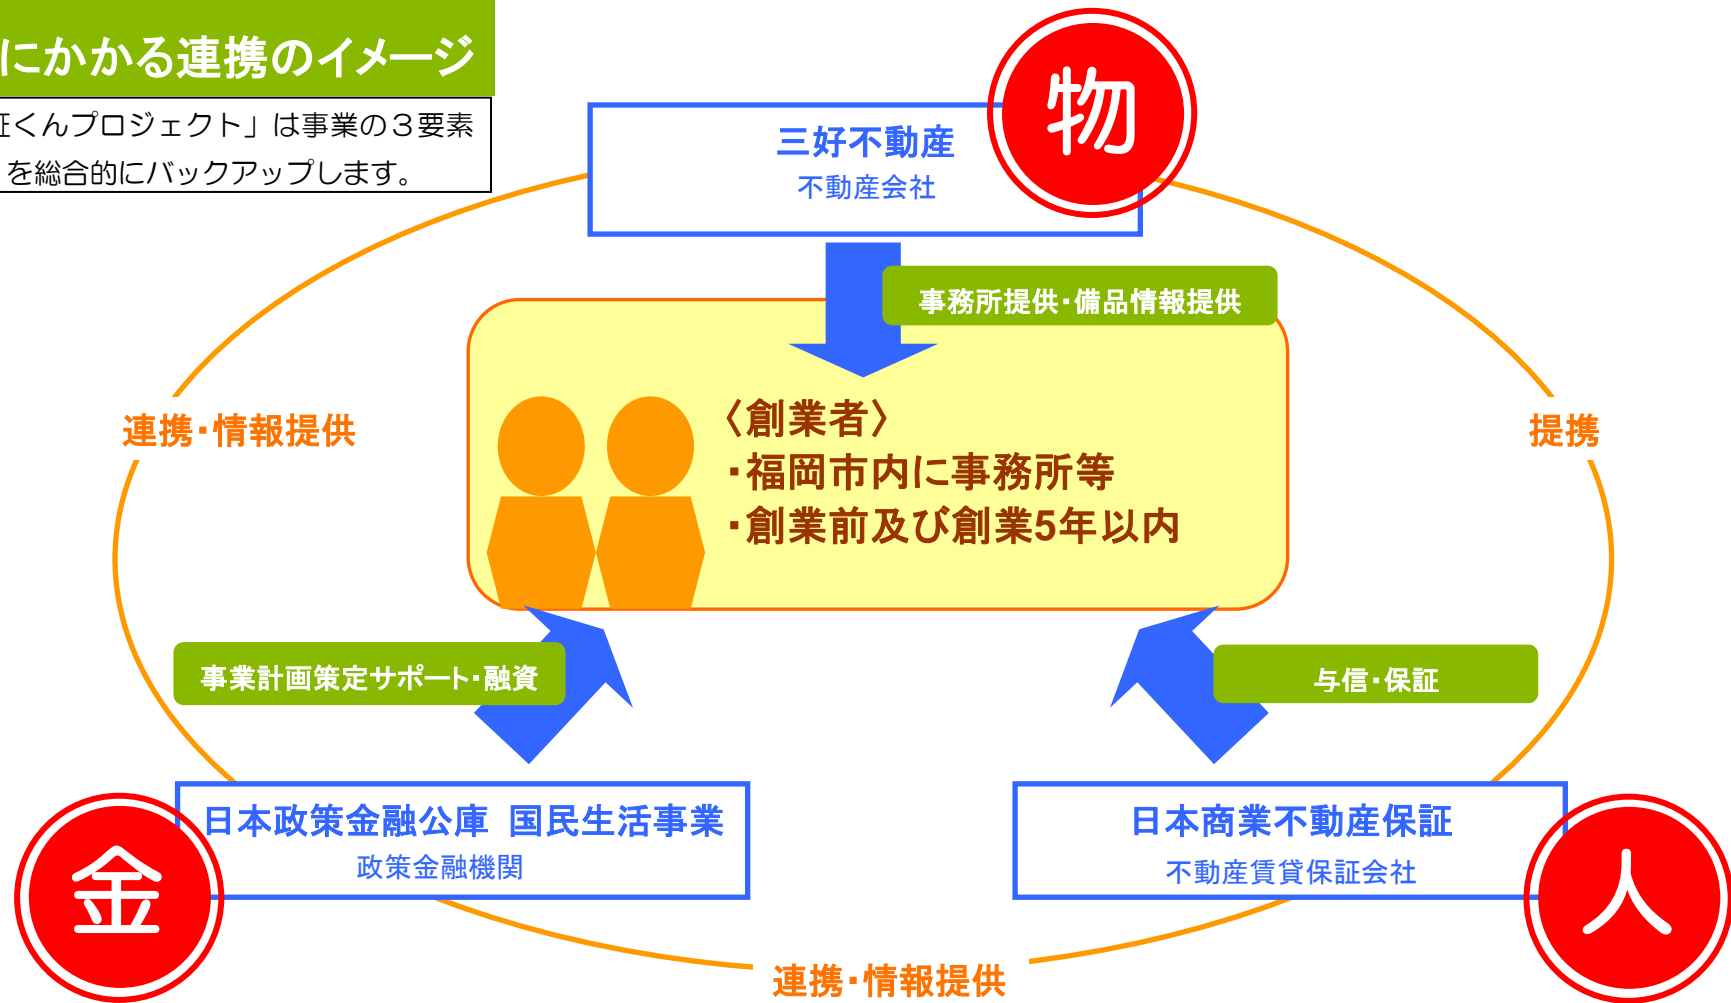 にかかる連携のイメージ
証くんプロジェクト」は事業の３要素
を総合的にバックアップします。
物
三好不動産
不動産会社
事務所提供・備品情報提供
連携・情報提供
提携
〈創業者〉
・福岡市内に事務所等
・創業前及び創業5年以内
事業計画策定サポート・融資
与信・保証
金
日本政策金融公庫 国民生活事業
政策金融機関
日本商業不動産保証
不動産賃貸保証会社
人
連携・情報提供